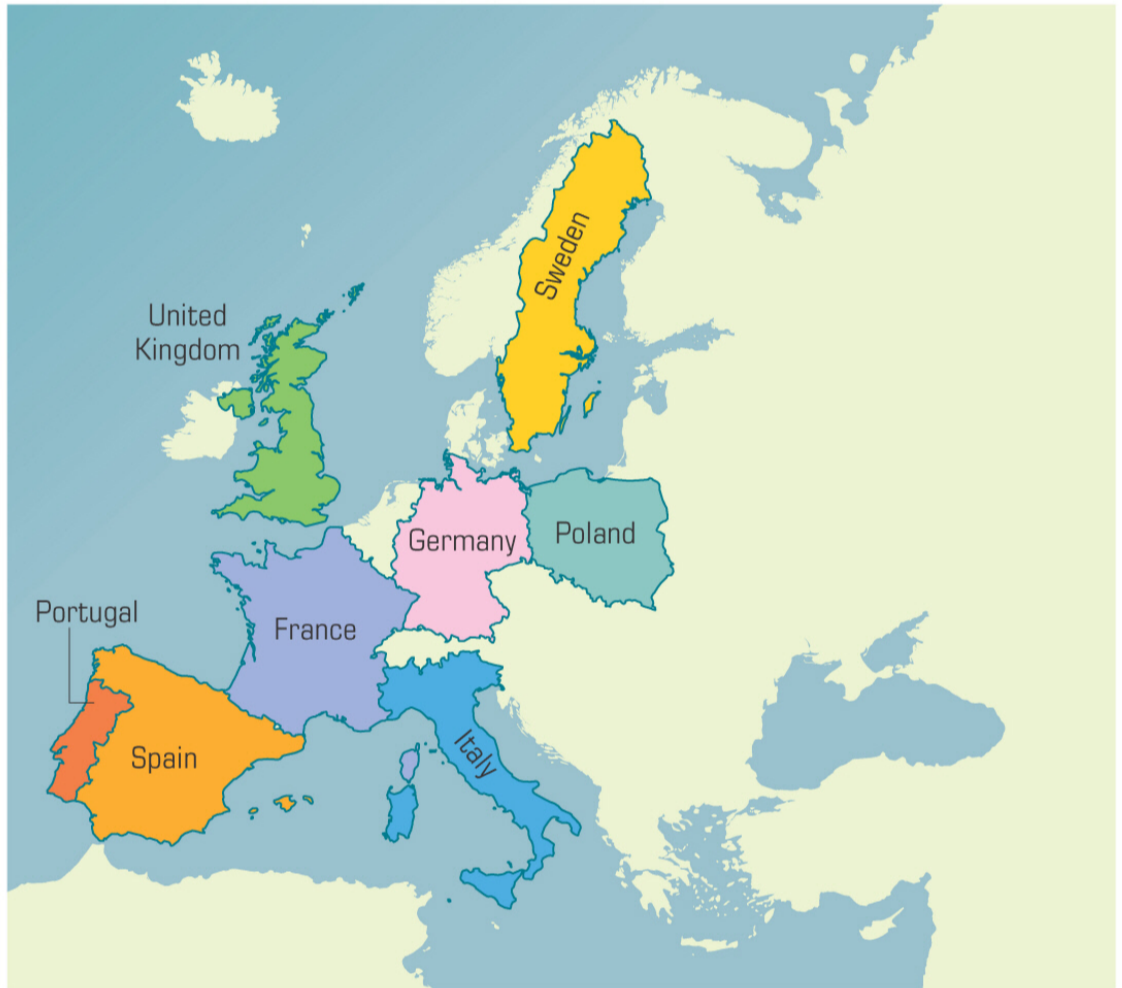 Sweden
United
Kingdom
Germany
Poland
Portugal
France
Spain
Italy